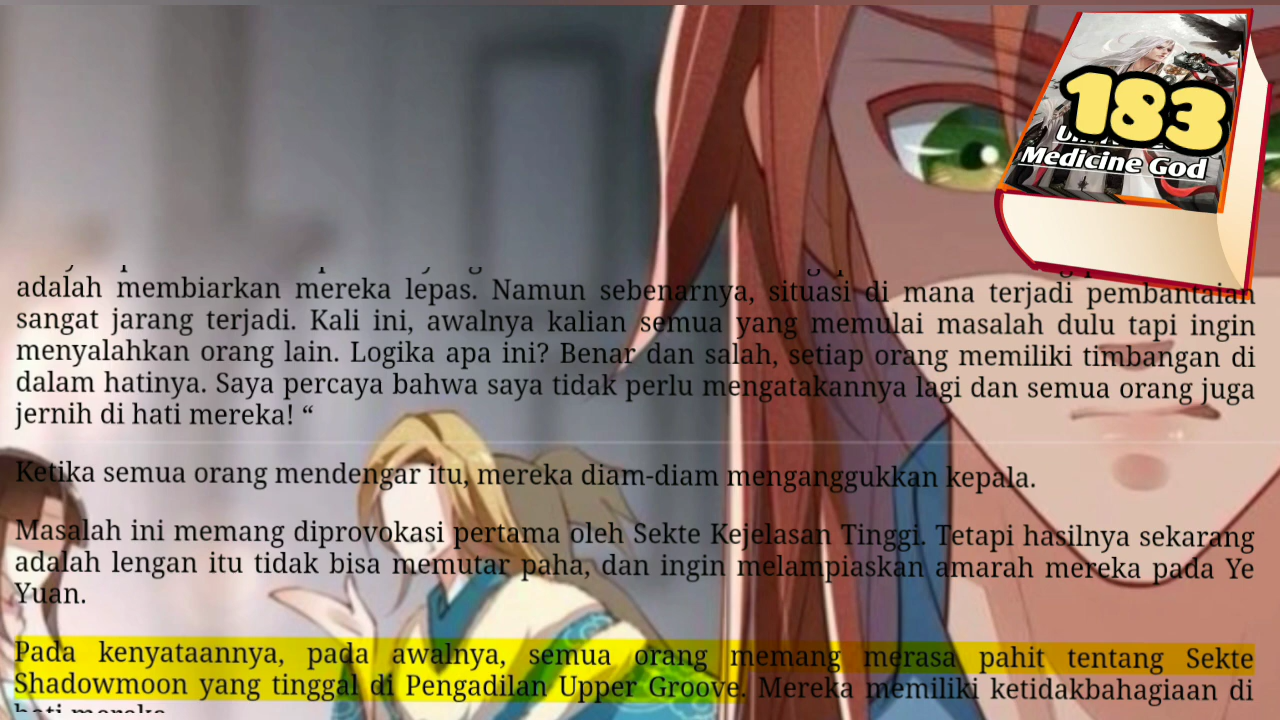 183
Medicine God
adalah membiarkan mereka lepas. Namun sebenarnya, situasi di mana terjadi pembantaian
sangat jarang terjadi. Kali ini, awalnya kalian semua yang memulai masalah dulu tapi ingin
menyalahkan orang lain. Logika apa ini? Benar dan salah, setiap orang memiliki timbangan di
dalam hatinya. Saya percaya bahwa saya tidak perlu mengatakannya lagi dan semua orang juga
jernih di hati mereka! “
Ketika semua orang mendengar itu, mereka diam-diam menganggukkan kepala.
Masalah ini memang diprovokasi pertama oleh Sekte Kejelasan Tinggi. Tetapi hasilnya sekarang
adalah lengan itu tidak bisa memutar paha, dan ingin melampiaskan amarah mereka pada Ye
Yuan.
Pada kenyataannya, pada awalnya, semua orang memang merasa pahit tentang Sekte
Shadowmoon yang tinggal di Pengadilan Upper Groove. Mereka memiliki ketidakbahagiaan di
hati mereka